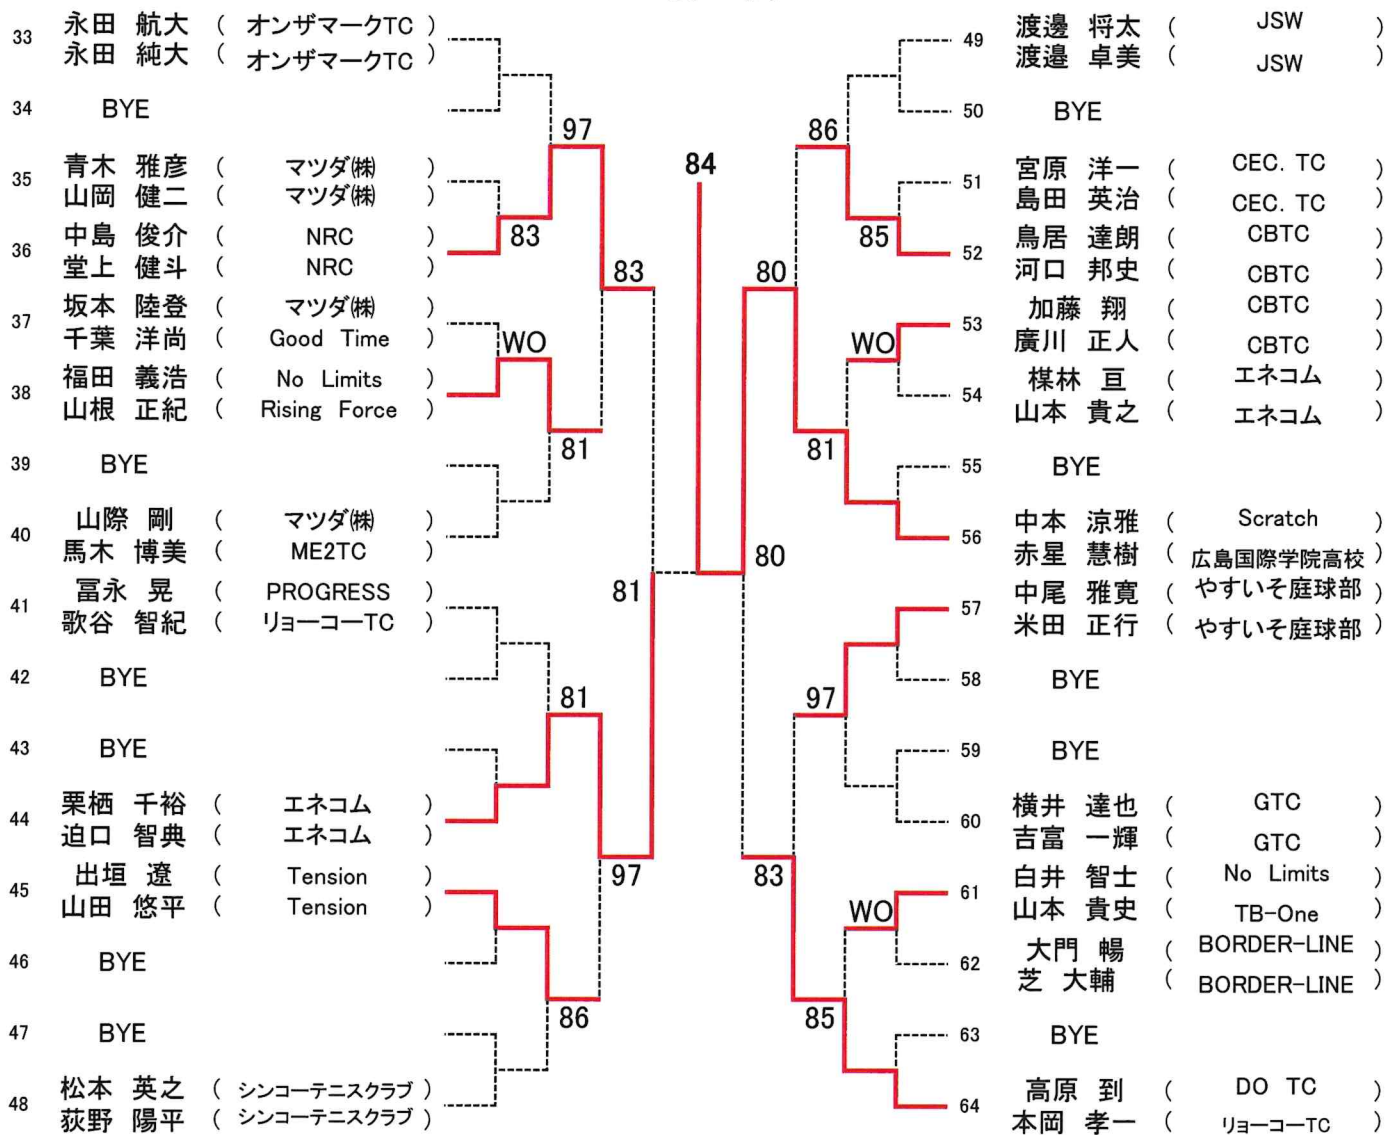 33 永田 航大 ( オンザマークTC )
永田 純大 ( オンザマークTC )
34 BYE
97
35 青木 雅彦 ( マツダ㈱ )
山岡 健二 ( マツダ㈱ )
83
36 中島 俊介 ( NRC )
堂上 健斗 ( NRC )
83
37 坂本 陸登 ( マツダ㈱ )
千葉 洋尚 ( Good Time )
WO
38 福田 義浩 ( No Limits )
山根 正紀 ( Rising Force )
81
39 BYE
40 山際 剛 ( マツダ㈱ )
馬木 博美 ( ME2TC )
81
41 冨永 晃 ( PROGRESS )
歌谷 智紀 ( リョーコーTC )
42 BYE
81
43 BYE
44 栗栖 千裕 ( エネコム )
迫口 智典 ( エネコム )
97
45 出垣 遼 ( Tension )
山田 悠平 ( Tension )
46 BYE
86
47 BYE
48 松本 英之 ( シンコーテニスクラブ )
荻野 陽平 ( シンコーテニスクラブ )
84
80
49 渡邊 将太 ( JSW )
渡邉 卓美 ( JSW )
50 BYE
86
51 宮原 洋一 ( CEC. TC )
島田 英治 ( CEC. TC )
85
52 鳥居 達朗 ( CBTC )
河口 邦史 ( CBTC )
80
53 加藤 翔 ( CBTC )
廣川 正人 ( CBTC )
WO
54 楳林 亘 ( エネコム )
山本 貴之 ( エネコム )
81
55 BYE
56 中本 涼雅 ( Scratch )
赤星 慧樹 ( 広島国際学院高校 )
57 中尾 雅寛 ( やすいそ庭球部 )
米田 正行 ( やすいそ庭球部 )
58 BYE
97
59 BYE
60 横井 達也 ( GTC )
吉富 一輝 ( GTC )
83
61 白井 智士 ( No Limits )
山本 貴史 ( TB-One )
WO
62 大門 暢 ( BORDER-LINE )
芝 大輔 ( BORDER-LINE )
85
63 BYE
64 高原 到 ( DO TC )
本岡 孝一 ( リョーコーTC )